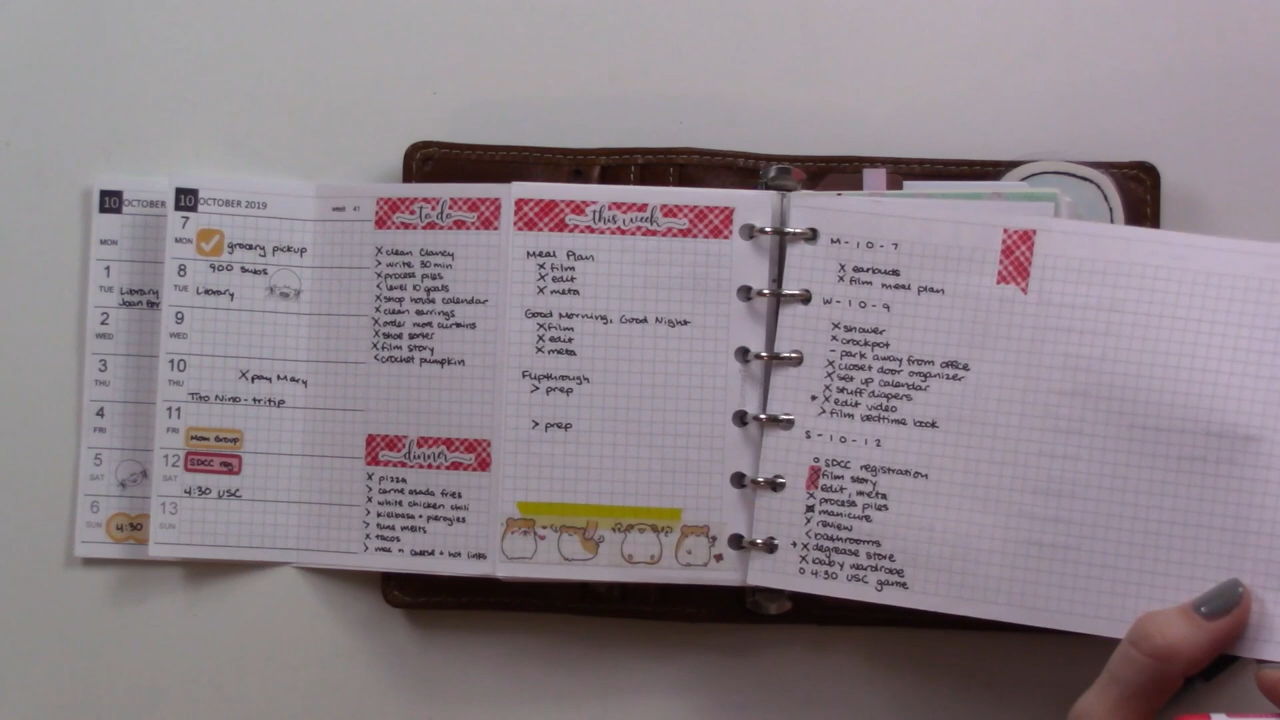 10 OCTOBER
MON
1
TUE Library
2
WED
3
THU
4
FRI
5
SAT
6
SUN 4:30
10 OCTOBER 2019
week 41
7
MON grocery pickup
8 900 subs
TUE Library
9
WED
10 X pay Mary
THU
Tito Nino - tritip
11
FRI Mom Group
12 SDCC reg.
SAT
4:30 USC
13
SUN
to do
X clean Clancy
> write 30 min
X process piles
< level 10 goals
X shop house calendar
X clean earrings
X order more curtains
X shoe sorter
X film story
< crochet pumpkin
dinner
X pizza
> carne asada fries
X white chicken chili
> kielbasa + pierogies
> tuna melts
X tacos
> mac n cheese + hot links
this week
Meal Plan
X film
X edit
X meta
Good Morning, Good Night
X film
X edit
X meta
Flipthrough
> prep
> prep
M-10-7
X earbuds
X film meal plan
W-10-9
X shower
X crockpot
- park away from office
X closet door organizer
X set up calendar
X stuff diapers
X edit video
> film bedtime book
S-10-12
o SDCC registration
film story
edit, meta
X process piles
manicure
X review
< bathrooms
X degrease stove
X baby wardrobe
o 4:30 USC game